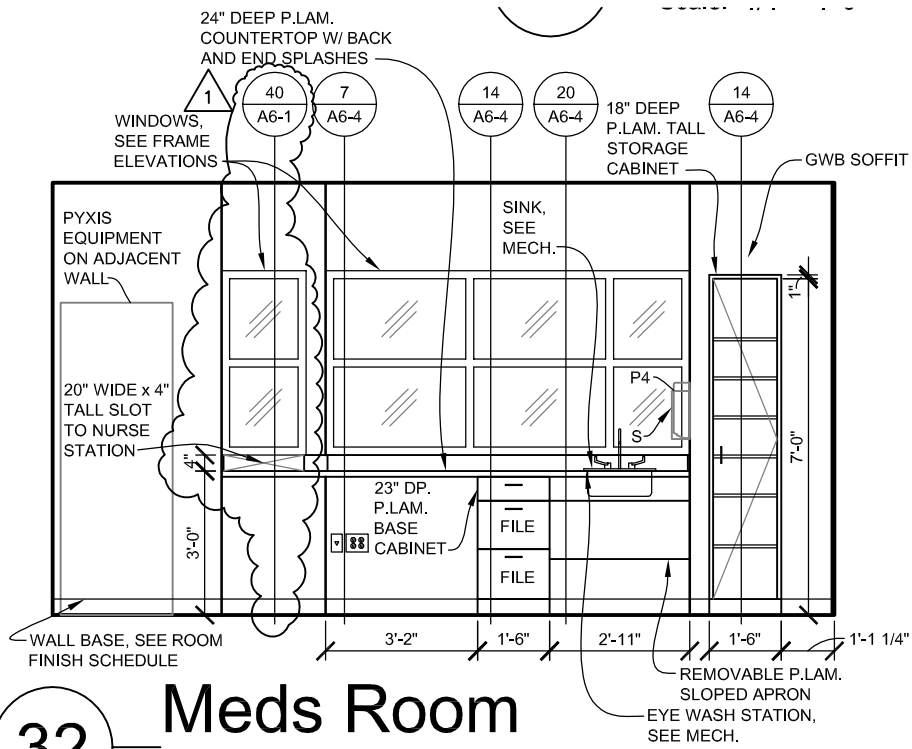 24" DEEP P.LAM.
COUNTERTOP W/ BACK
AND END SPLASHES
1
40
A6-1
7
A6-4
14
A6-4
20
A6-4
14
A6-4
WINDOWS,
SEE FRAME
ELEVATIONS
18" DEEP
P.LAM. TALL
STORAGE
CABINET
GWB SOFFIT
PYXIS
EQUIPMENT
ON ADJACENT
WALL
SINK,
SEE
MECH.
1"
20" WIDE x 4"
TALL SLOT
TO NURSE
STATION
P4
S
4"
7'-0"
23" DP.
P.LAM.
BASE
CABINET
FILE
FILE
3'-0"
WALL BASE, SEE ROOM
FINISH SCHEDULE
3'-2"
1'-6"
2'-11"
1'-6"
1'-1 1/4"
REMOVABLE P.LAM.
SLOPED APRON
EYE WASH STATION,
SEE MECH.
32
Meds Room